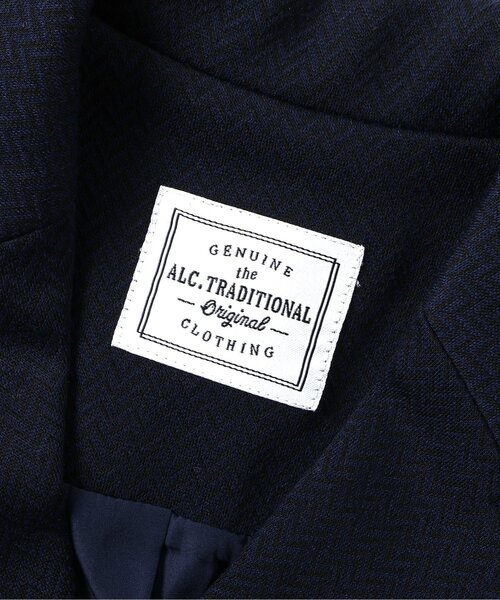 GENUINE
the
ALC.TRADITIONAL
Original
CLOTHING